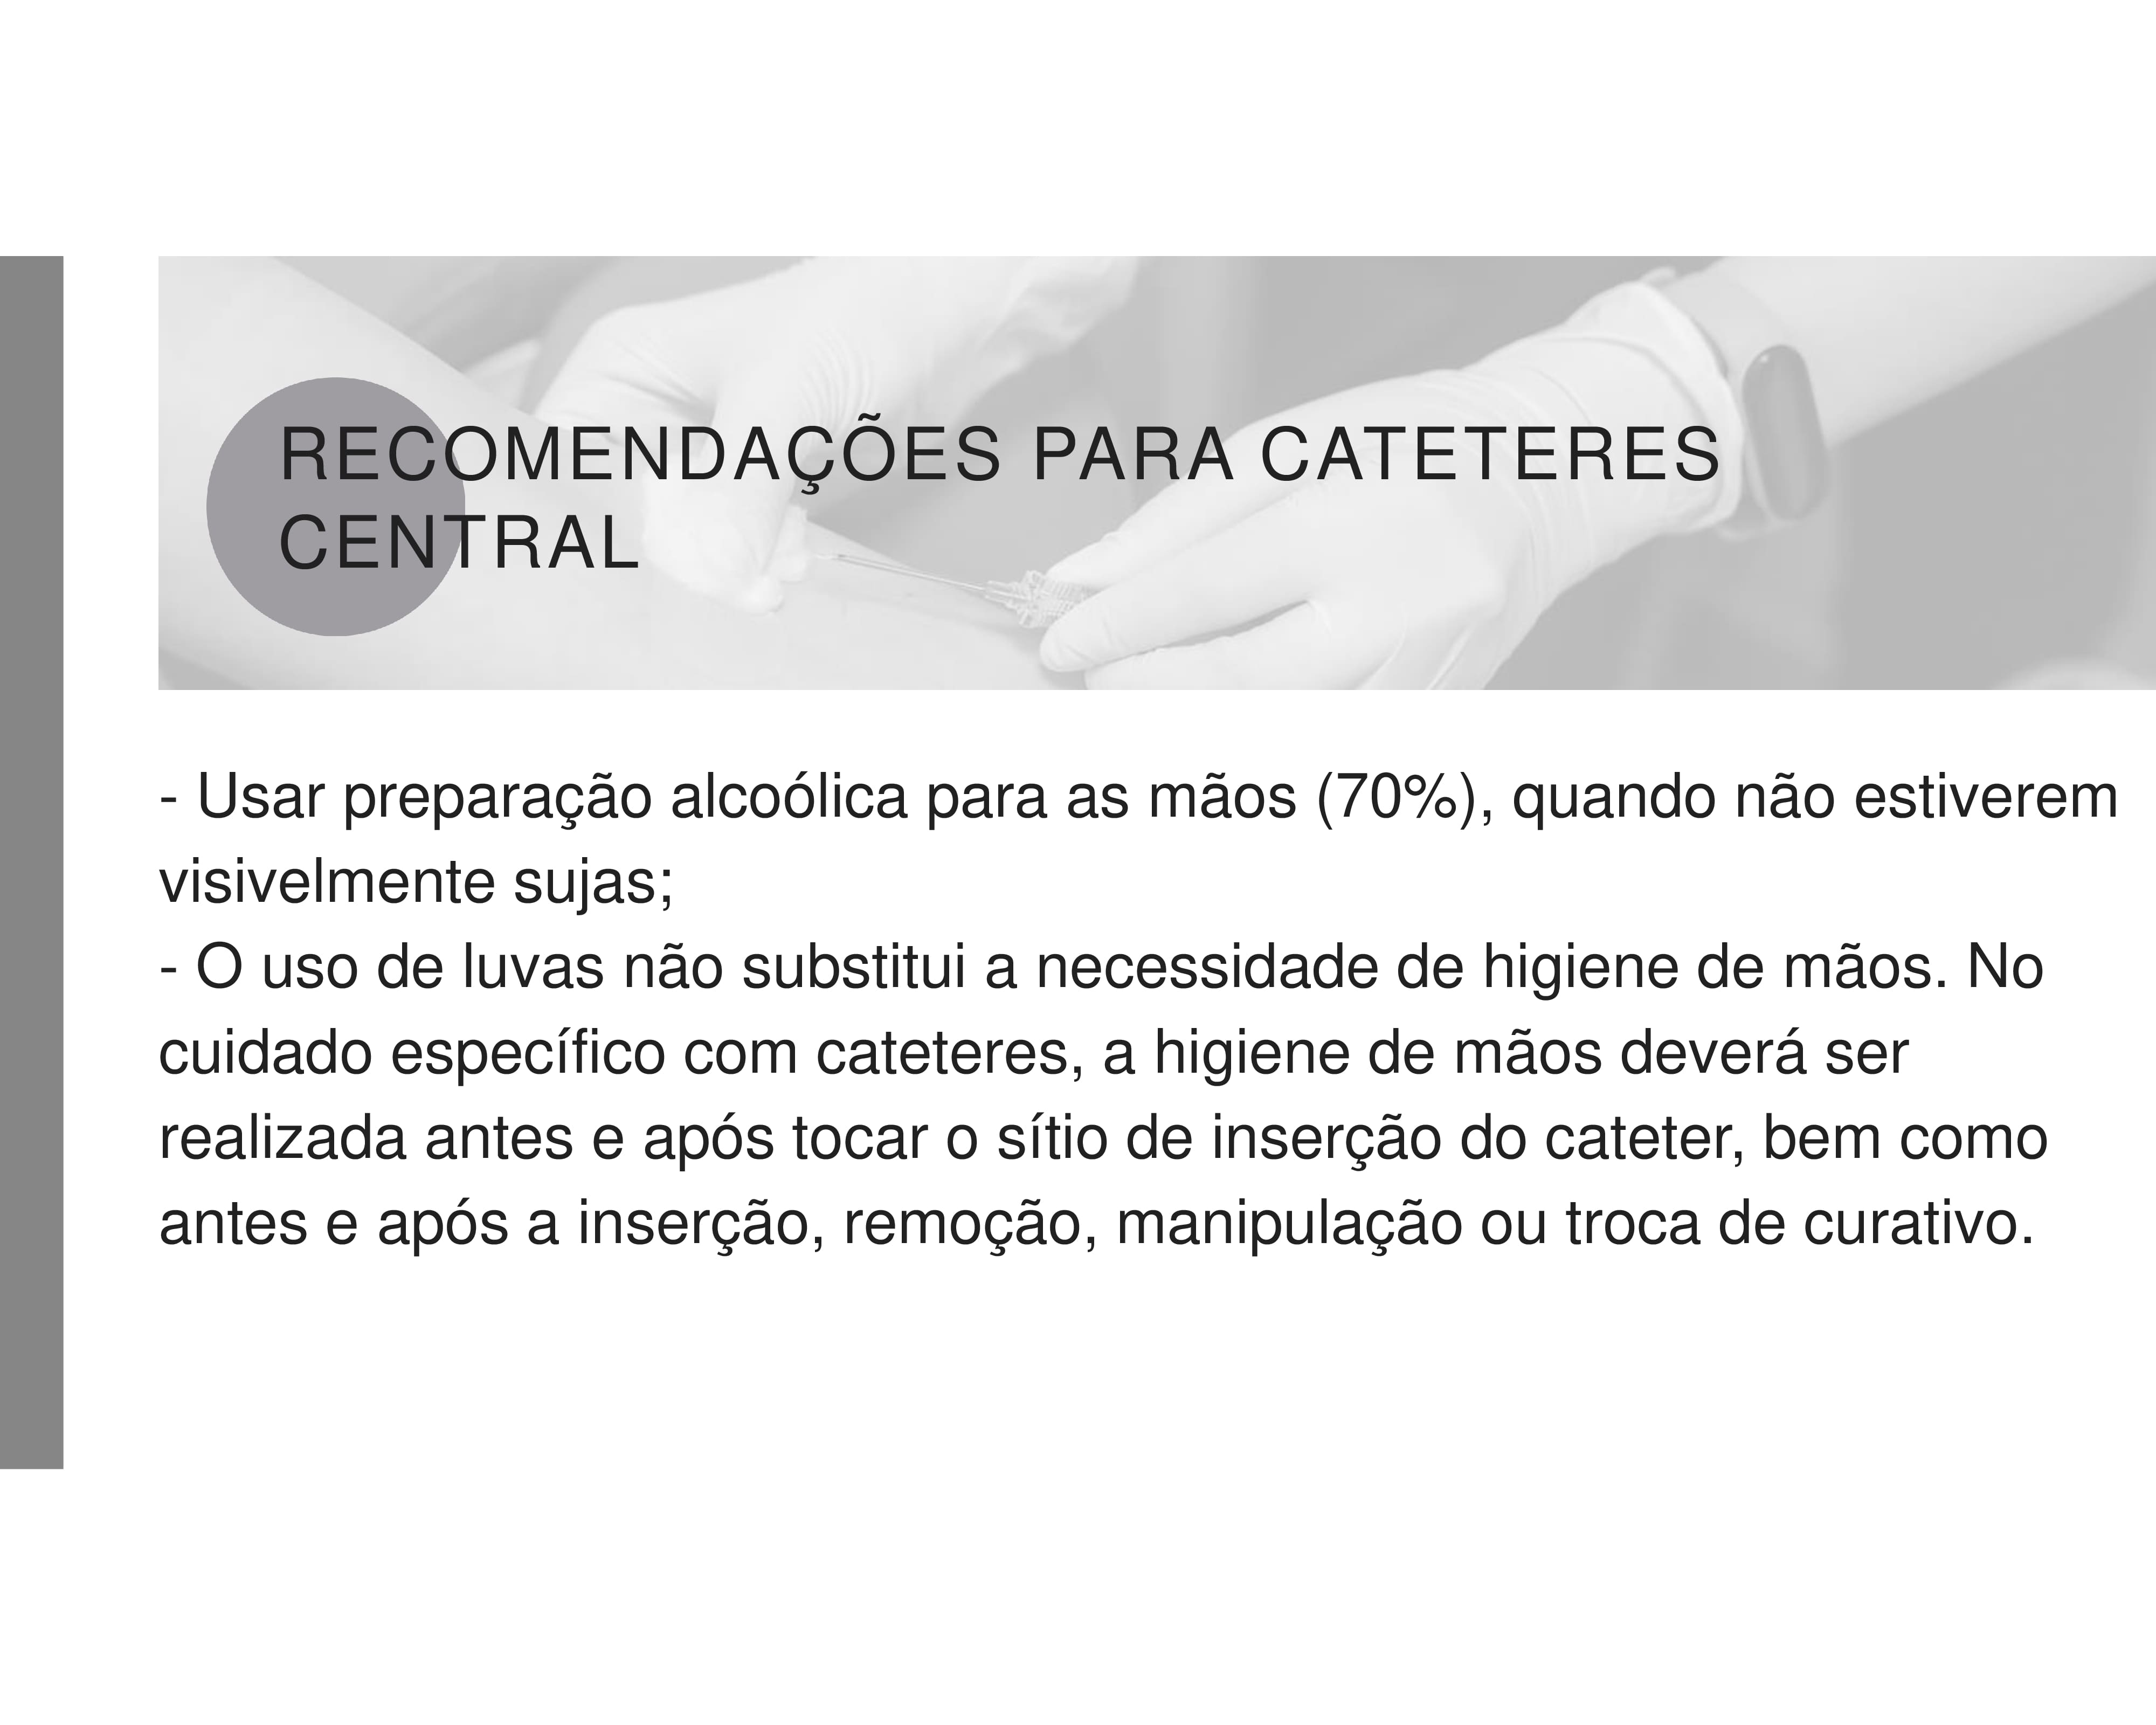 RECOMENDAÇÕES PARA CATETERES
CENTRAL
- Usar preparação alcoólica para as mãos (70%), quando não estiverem
visivelmente sujas;
- O uso de luvas não substitui a necessidade de higiene de mãos. No
cuidado específico com cateteres, a higiene de mãos deverá ser
realizada antes e após tocar o sítio de inserção do cateter, bem como
antes e após a inserção, remoção, manipulação ou troca de curativo.